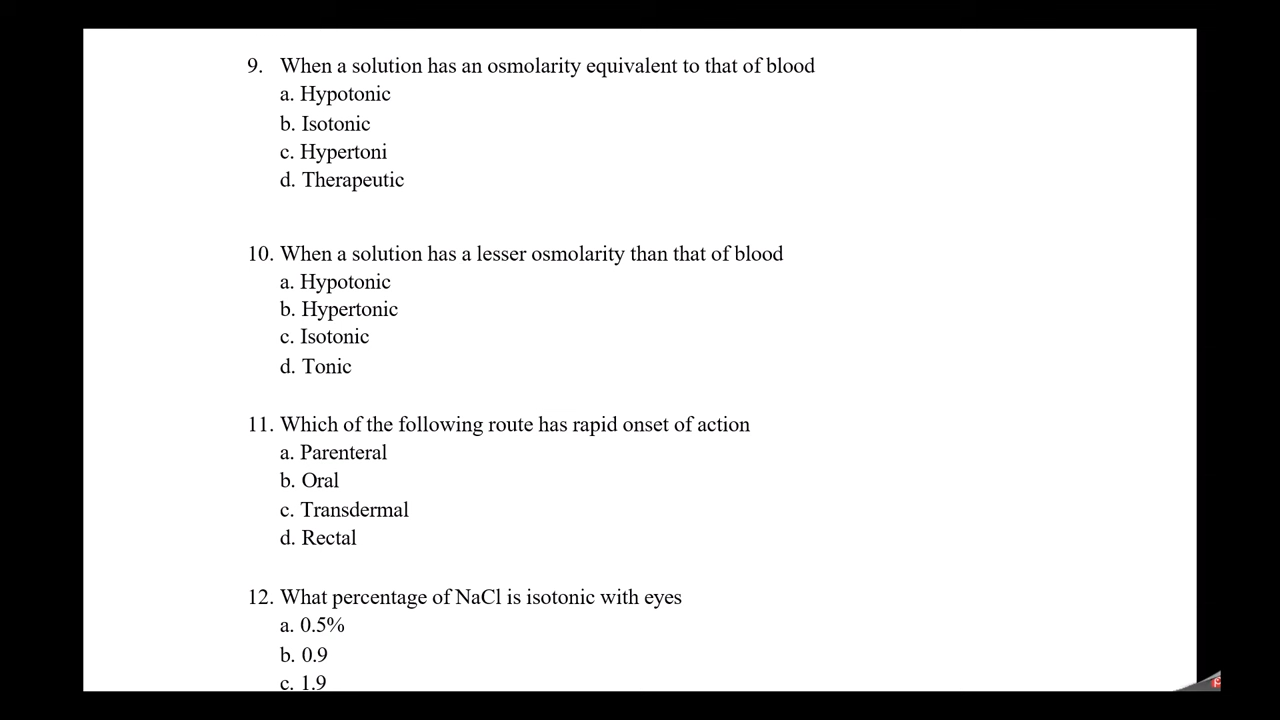 9. When a solution has an osmolarity equivalent to that of blood
a. Hypotonic
b. Isotonic
c. Hypertoni
d. Therapeutic
10. When a solution has a lesser osmolarity than that of blood
a. Hypotonic
b. Hypertonic
c. Isotonic
d. Tonic
11. Which of the following route has rapid onset of action
a. Parenteral
b. Oral
c. Transdermal
d. Rectal
12. What percentage of NaCl is isotonic with eyes
a. 0.5%
b. 0.9
c. 1.9